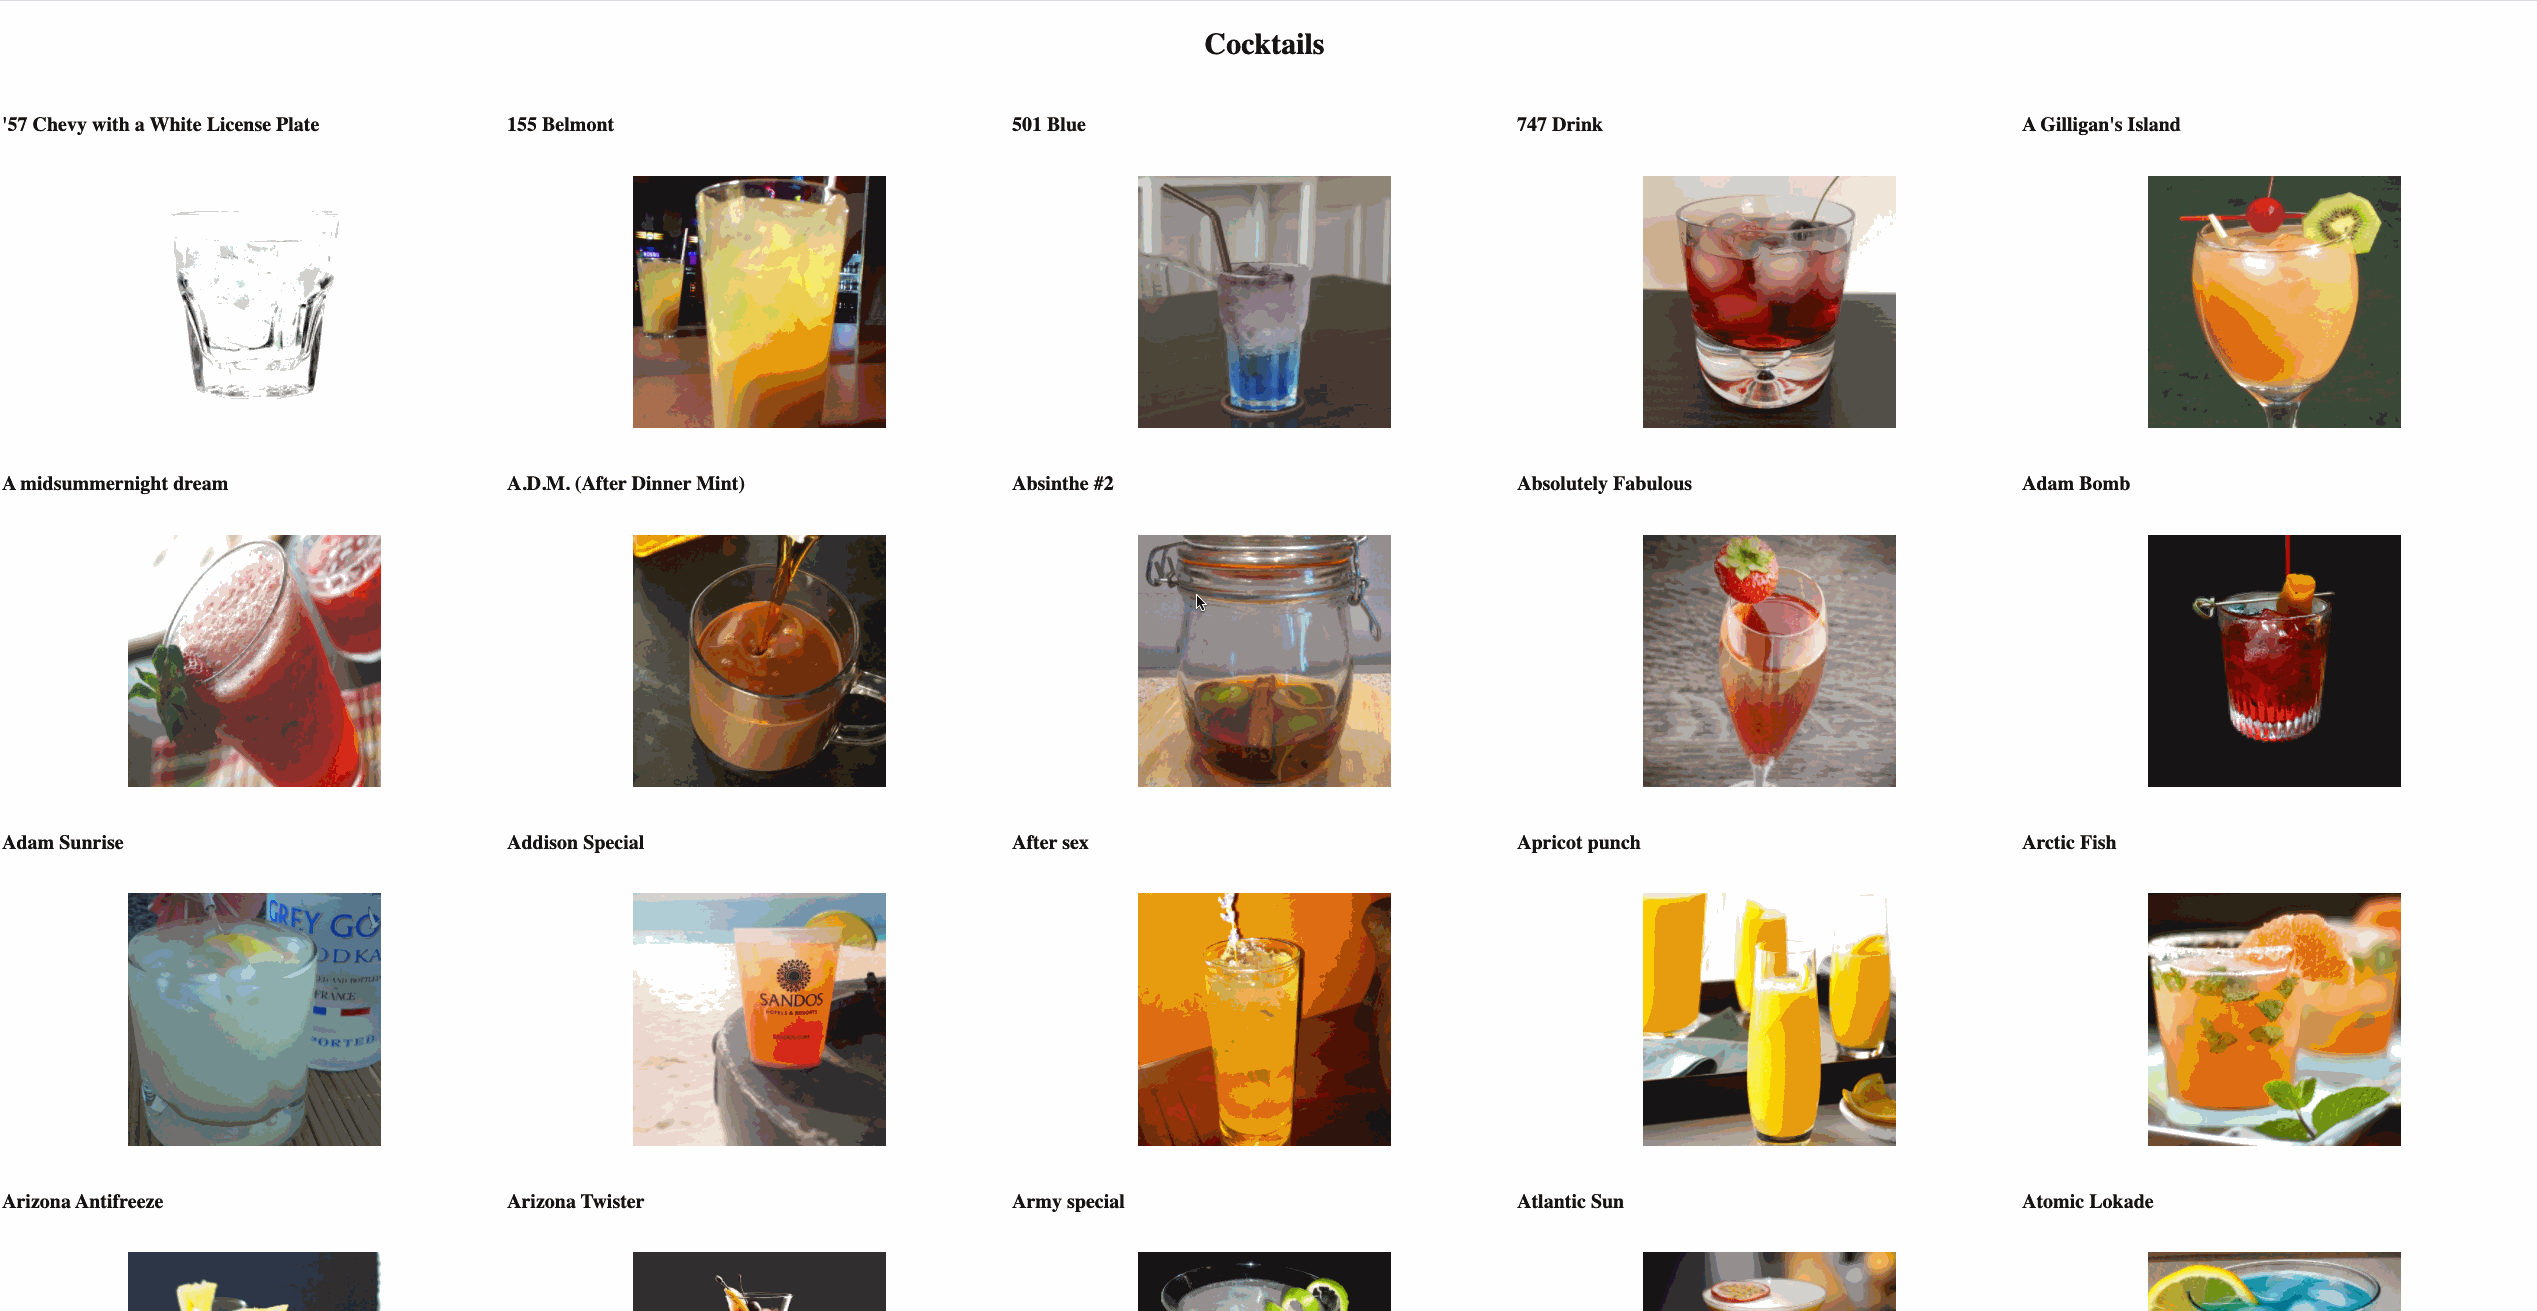 Cocktails
'57 Chevy with a White License Plate
155 Belmont
501 Blue
747 Drink
A Gilligan's Island
A midsummernight dream
A.D.M. (After Dinner Mint)
Absinthe #2
Absolutely Fabulous
Adam Bomb
Adam Sunrise
Addison Special
After sex
Apricot punch
Arctic Fish
GREY GO
ODKA
FRANCE
PORTED
SANDOS
HOTELS & RESORTS
Arizona Antifreeze
Arizona Twister
Army special
Atlantic Sun
Atomic Lokade